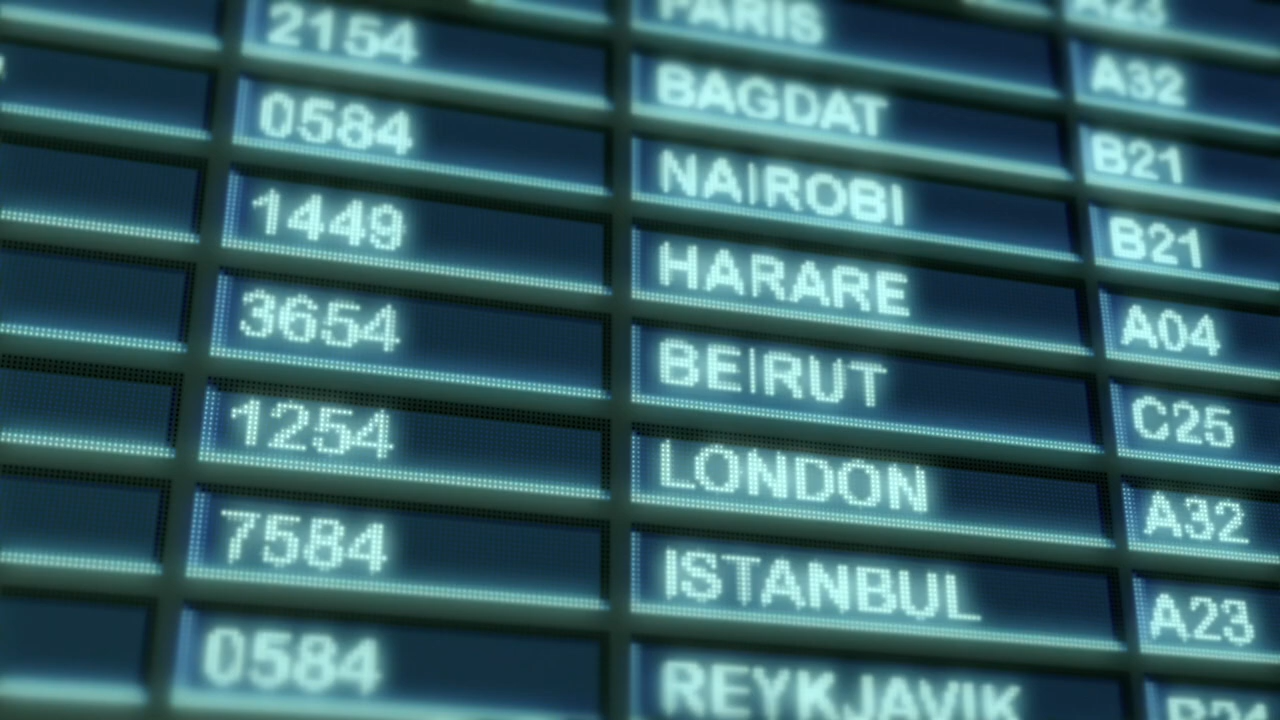 A23
PARIS A32
2154 BAGDAT B21
0584 NAIROBI B21
1449 HARARE A04
3654 BEIRUT C25
1254 LONDON A32
7584 ISTANBUL A23
0584 REYKJAVIK